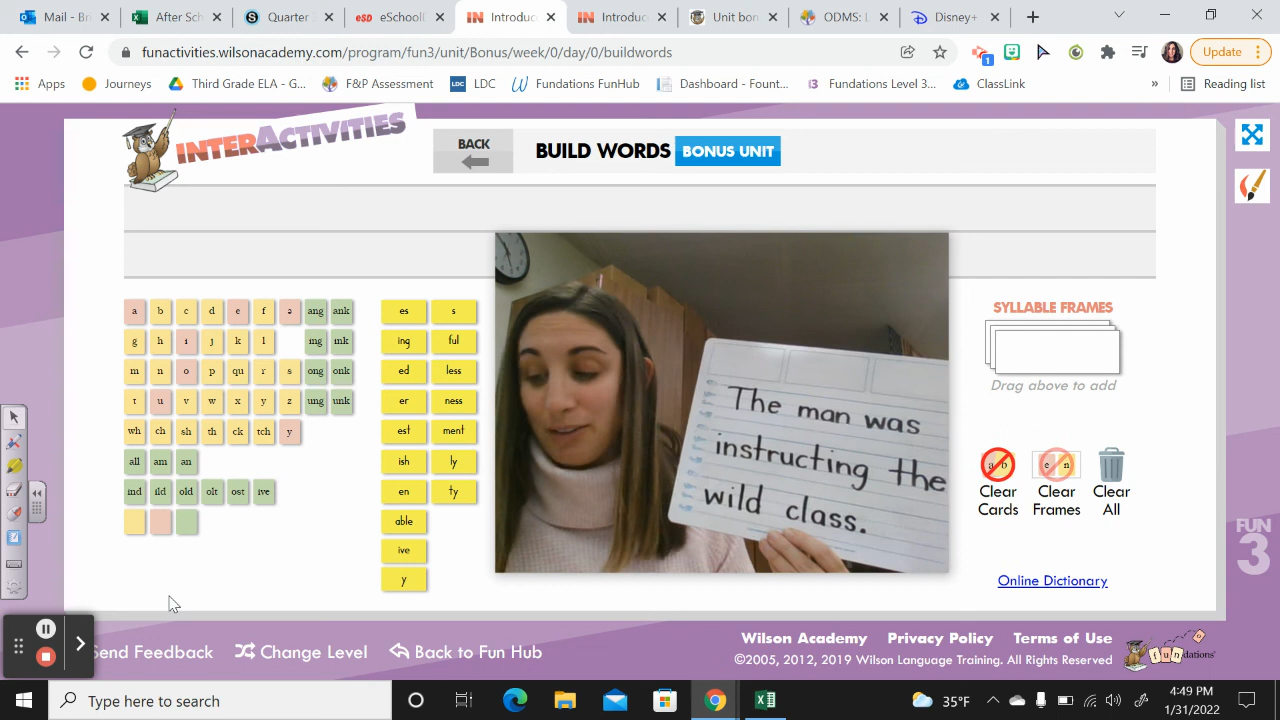 Mail - Br
After Sch
Quarter
esD eSchoolD
IN Introduc
IN Introduc
Unit bon
ODMS: L
Disney+
funactivities.wilsonacademy.com/program/fun3/unit/Bonus/week/0/day/0/buildwords
1
Update
Apps
Journeys
Third Grade ELA - G...
F&P Assessment
LDC LDC
Fundations FunHub
Dashboard - Fount...
Fundations Level 3...
ClassLink
»
Reading list
INTERACTIVITIES
BACK
BUILD WORDS BONUS UNIT
a b c d e f ə ang ank
g h i j k l ing ink
m n o p qu r s ong onk
t u v w x y z ung unk
wh ch sh th ck tch y
all am an
ind ild old olt ost ive
es s
ing ful
ed less
er ness
est ment
ish ly
en ty
able
ive
y
The man was
instructing the
wild class.
SYLLABLE FRAMES
Drag above to add
a b
e n
Clear Cards
Clear Frames
Clear All
Online Dictionary
FUN 3
Send Feedback
Change Level
Back to Fun Hub
Wilson Academy Privacy Policy Terms of Use
©2005, 2012, 2019 Wilson Language Training. All Rights Reserved
fundations
Type here to search
35°F
4:49 PM
1/31/2022